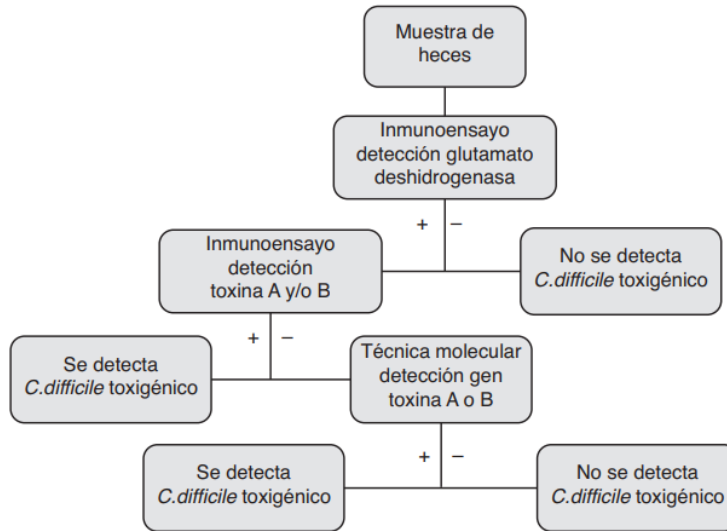 Muestra de
heces
Inmunoensayo
detección glutamato
deshidrogenasa
+ −
Inmunoensayo
detección
toxina A y/o B
No se detecta
C.difficile toxigénico
+ −
Se detecta
C.difficile toxigénico
Técnica molecular
detección gen
toxina A o B
+ −
Se detecta
C.difficile toxigénico
No se detecta
C.difficile toxigénico